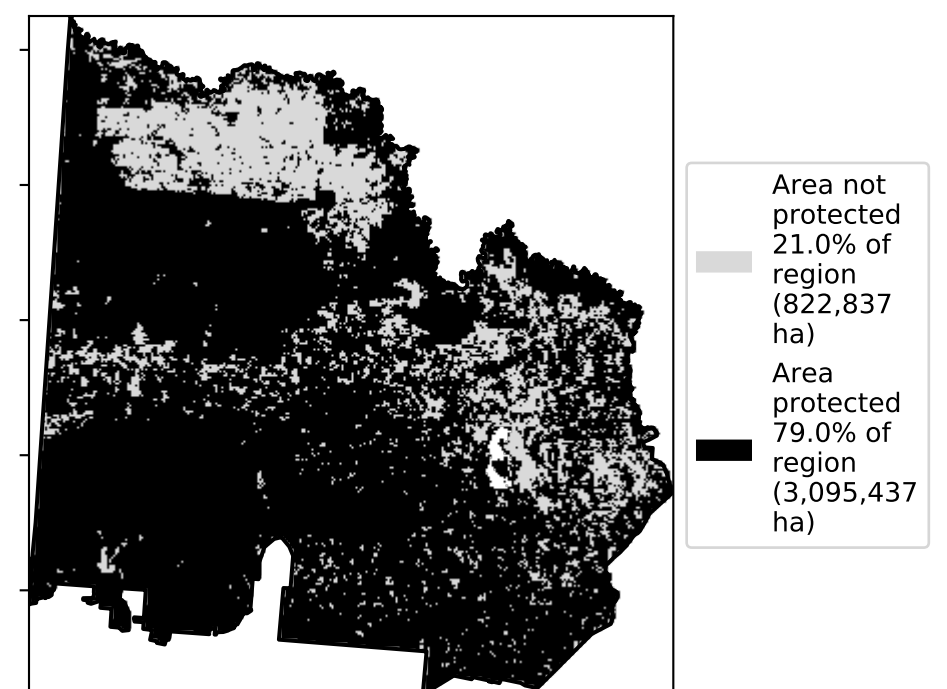 Area not
protected
21.0% of
region
(822,837
ha)
Area
protected
79.0% of
region
(3,095,437
ha)